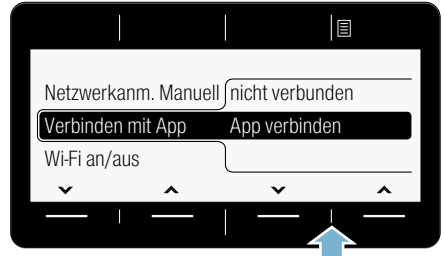 Netzwerkanm. Manuell nicht verbunden
Verbinden mit App App verbinden
Wi-Fi an/aus